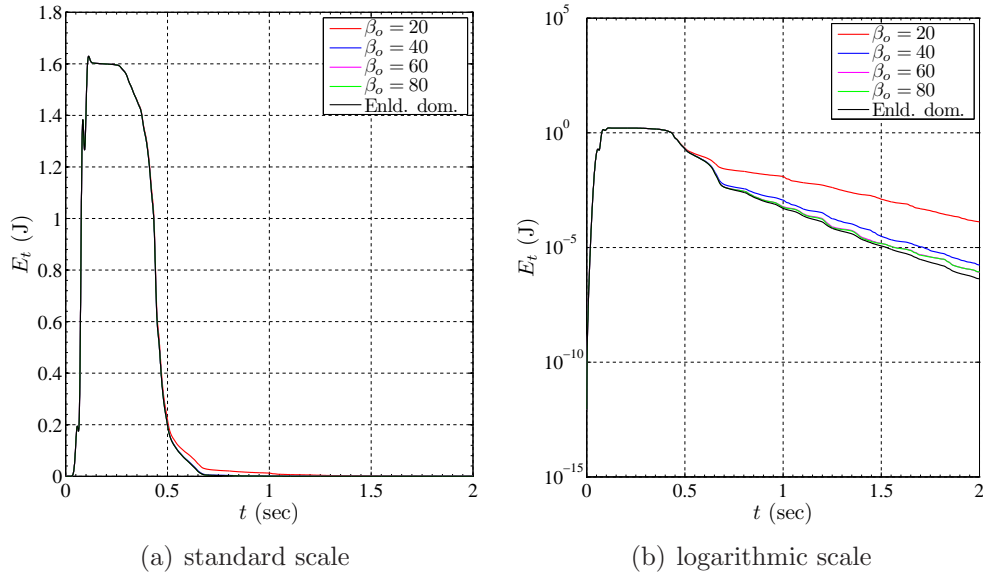 β_o = 20
β_o = 40
β_o = 60
β_o = 80
Enld. dom.
1.8
1.6
1.4
1.2
1
0.8
0.6
0.4
0.2
0
E_t (J)
0 0.5 1 1.5 2
t (sec)
(a) standard scale
β_o = 20
β_o = 40
β_o = 60
β_o = 80
Enld. dom.
10^5
10^0
10^−5
10^−10
10^−15
E_t (J)
0 0.5 1 1.5 2
t (sec)
(b) logarithmic scale